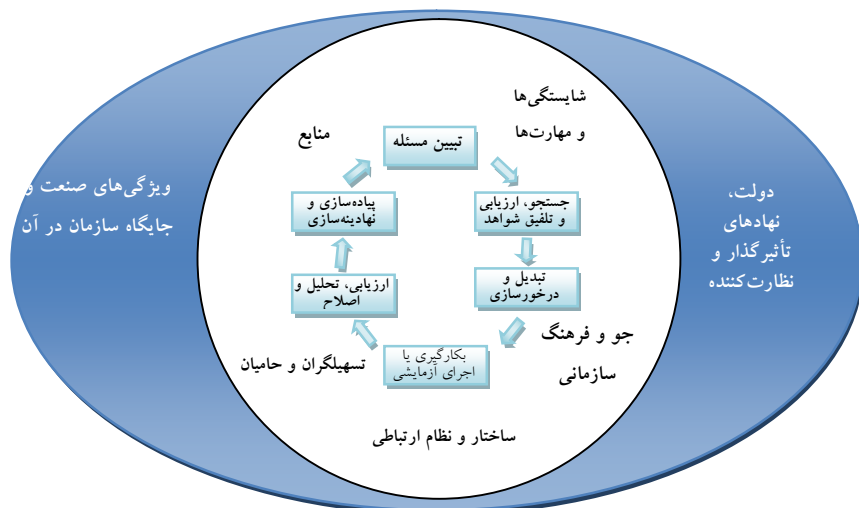 شایستگی‌ها
و مهارت‌ها
منابع
تبیین مسئله
جستجو، ارزیابی
و تلفیق شواهد
تبدیل و
درخورسازی
بکارگیری یا
اجرای آزمایشی
ارزیابی، تحلیل و
اصلاح
پیاده‌سازی و
نهادینه‌سازی
جو و فرهنگ
سازمانی
تسهیلگران و حامیان
ساختار و نظام ارتباطی
دولت،
نهادهای
تأثیرگذار و
نظارت‌کننده
ویژگی‌های صنعت و
جایگاه سازمان در آن